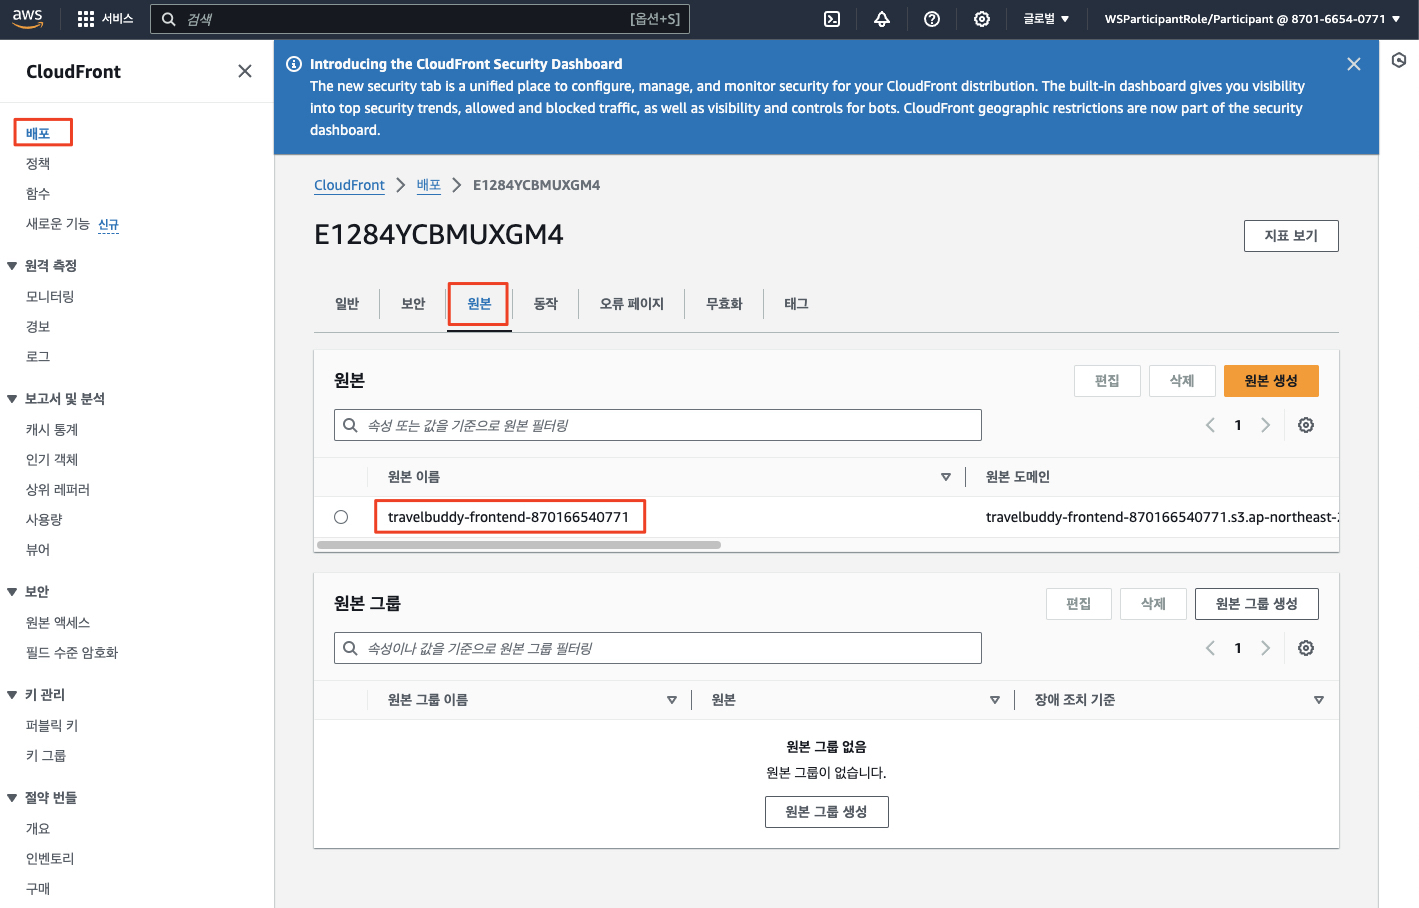 aws
서비스
검색
[옵션+S]
글로벌
WSParticipantRole/Participant @ 8701-6654-0771
CloudFront
배포
정책
함수
새로운 기능 신규
원격 측정
모니터링
경보
로그
보고서 및 분석
캐시 통계
인기 객체
상위 레퍼러
사용량
뷰어
보안
원본 액세스
필드 수준 암호화
키 관리
퍼블릭 키
키 그룹
절약 번들
개요
인벤토리
구매
Introducing the CloudFront Security Dashboard
The new security tab is a unified place to configure, manage, and monitor security for your CloudFront distribution. The built-in dashboard gives you visibility
into top security trends, allowed and blocked traffic, as well as visibility and controls for bots. CloudFront geographic restrictions are now part of the security
dashboard.
CloudFront > 배포 > E1284YCBMUXGM4
E1284YCBMUXGM4
지표 보기
일반 보안 원본 동작 오류 페이지 무효화 태그
원본
편집 삭제 원본 생성
속성 또는 값을 기준으로 원본 필터링
1
원본 이름 원본 도메인
travelbuddy-frontend-870166540771 travelbuddy-frontend-870166540771.s3.ap-northeast-
원본 그룹
편집 삭제 원본 그룹 생성
속성이나 값을 기준으로 원본 그룹 필터링
1
원본 그룹 이름 원본 장애 조치 기준
원본 그룹 없음
원본 그룹이 없습니다.
원본 그룹 생성